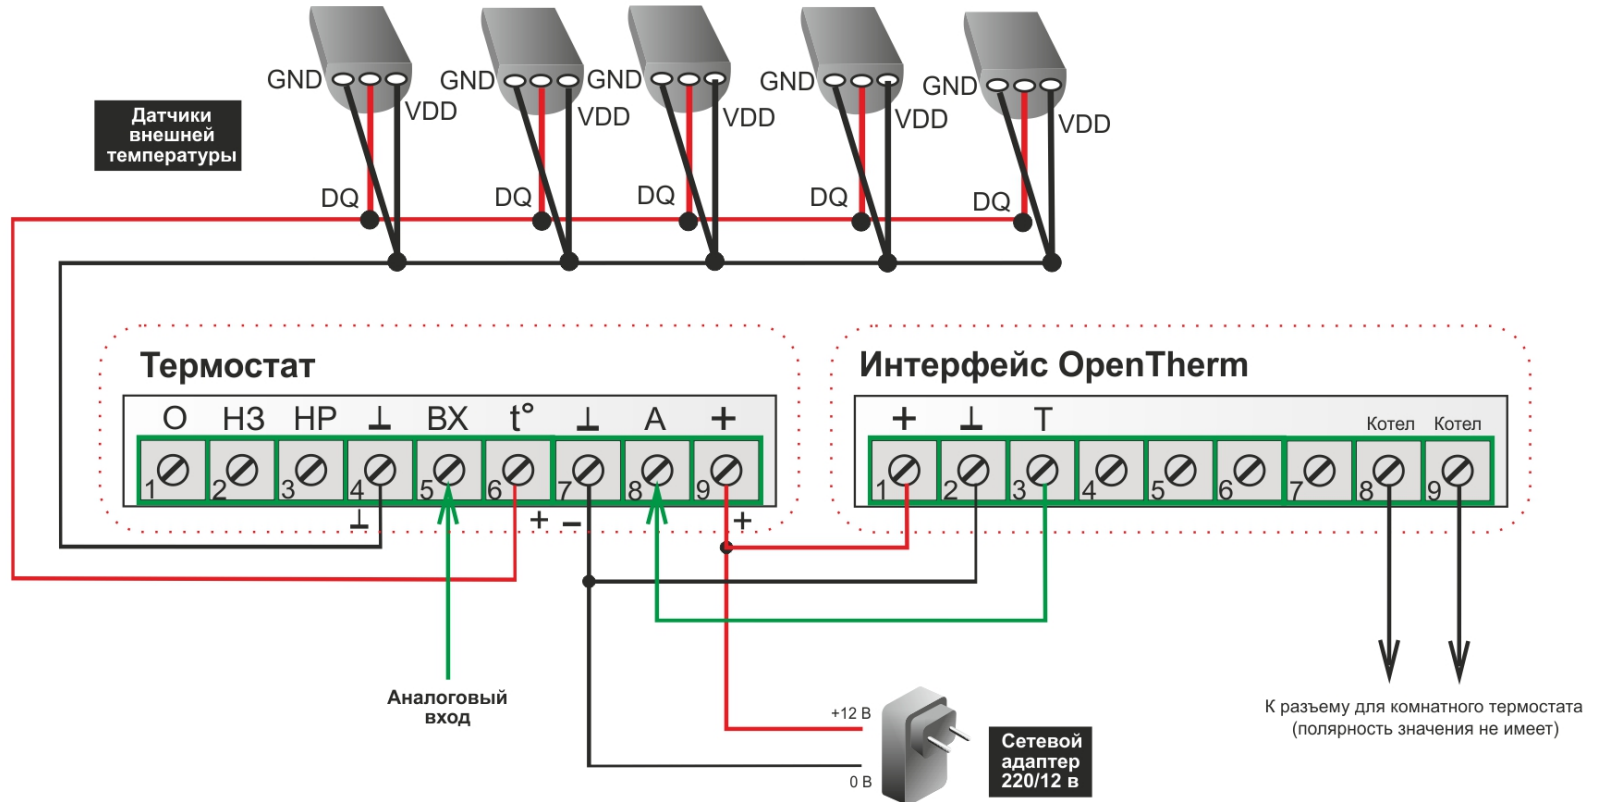 GND
GND
GND
GND
GND
VDD
VDD
VDD
VDD
VDD
Датчики
внешней
температуры
DQ
DQ
DQ
DQ
DQ
Термостат
O НЗ НР ⊥ ВХ t° ⊥ А +
1 2 3 4 5 6 7 8 9
⊥ + − +
Интерфейс OpenTherm
+ ⊥ Т Котел Котел
1 2 3 4 5 6 7 8 9
Аналоговый
вход
+12 В
0 В
Сетевой
адаптер
220/12 в
К разъему для комнатного термостата
(полярность значения не имеет)